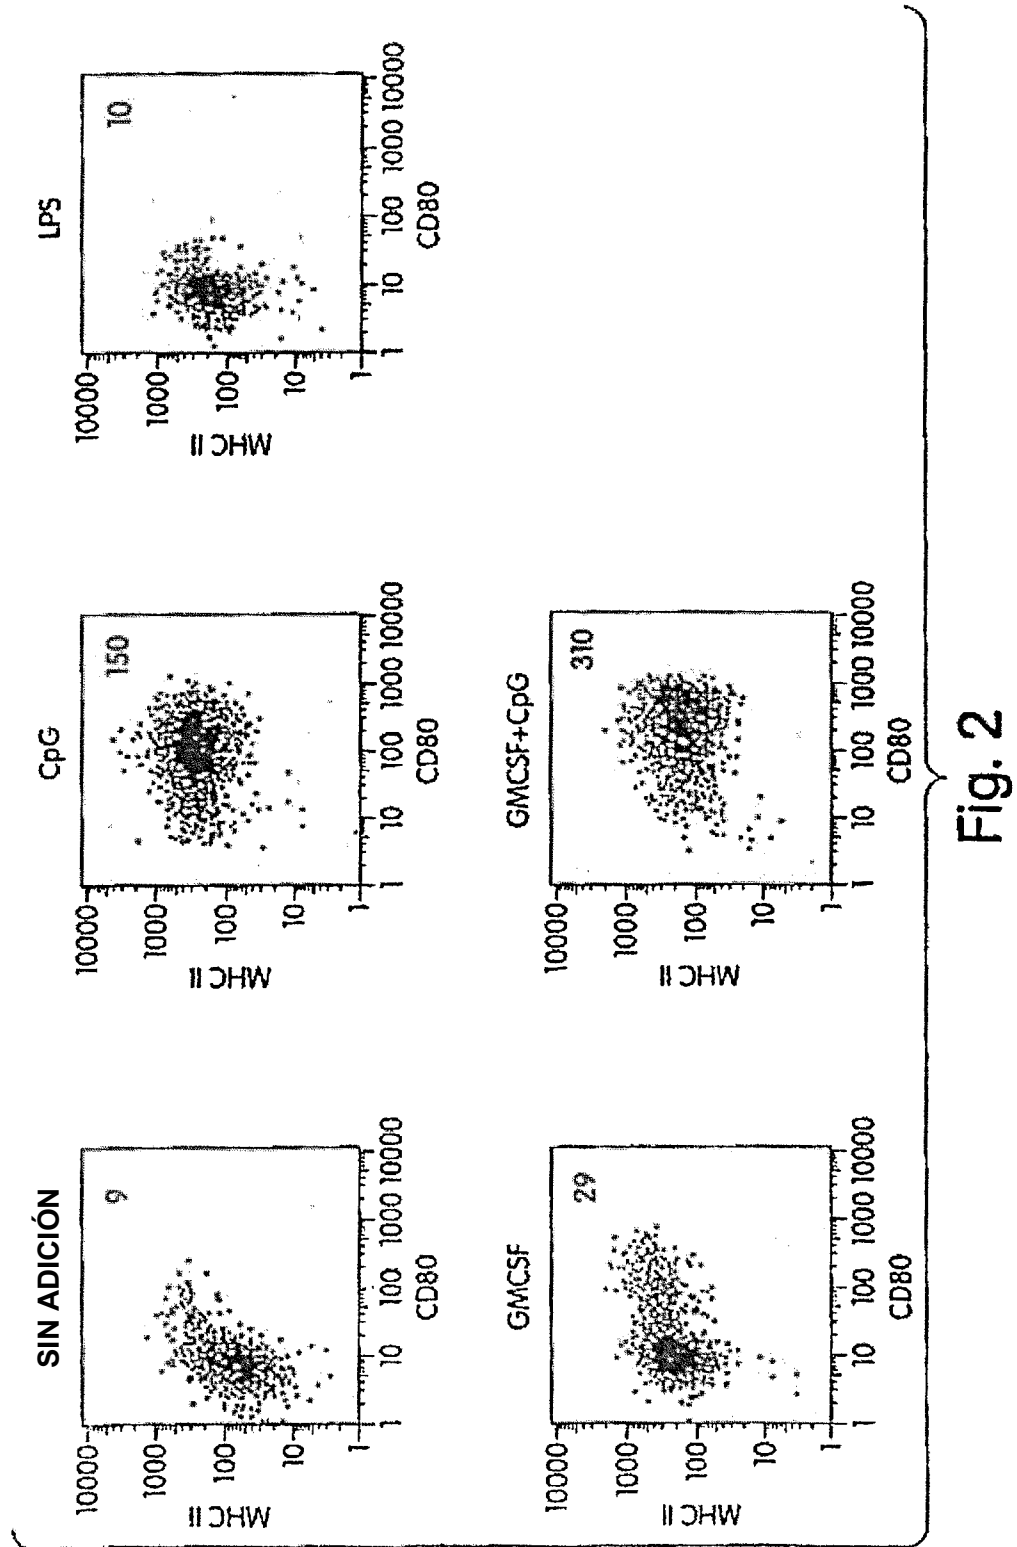 SIN ADICIÓN
9
10000
1000
100
10
1
MHC II
1 10 100 1000 10000
CD80
CpG
150
10000
1000
100
10
1
MHC II
1 10 100 1000 10000
CD80
LPS
10
10000
1000
100
10
1
MHC II
1 10 100 1000 10000
CD80
GMCSF
29
10000
1000
100
10
1
MHC II
1 10 100 1000 10000
CD80
GMCSF+CpG
310
10000
1000
100
10
1
MHC II
1 10 100 1000 10000
CD80
Fig. 2